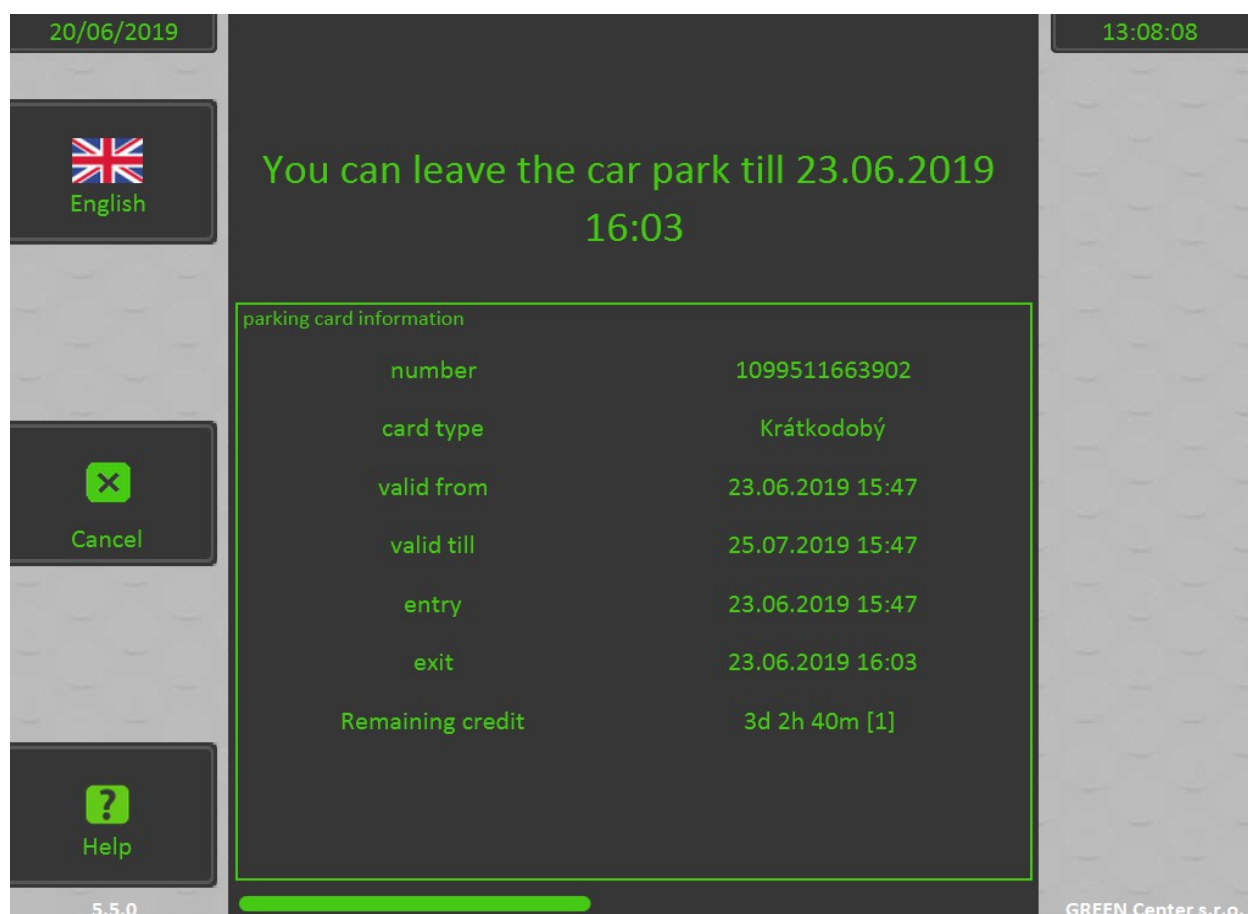 20/06/2019
13:08:08
English
You can leave the car park till 23.06.2019
16:03
parking card information
number 1099511663902
card type Krátkodobý
valid from 23.06.2019 15:47
valid till 25.07.2019 15:47
entry 23.06.2019 15:47
exit 23.06.2019 16:03
Remaining credit 3d 2h 40m [1]
Cancel
Help
5.5.0
GREEN Center s.r.o.